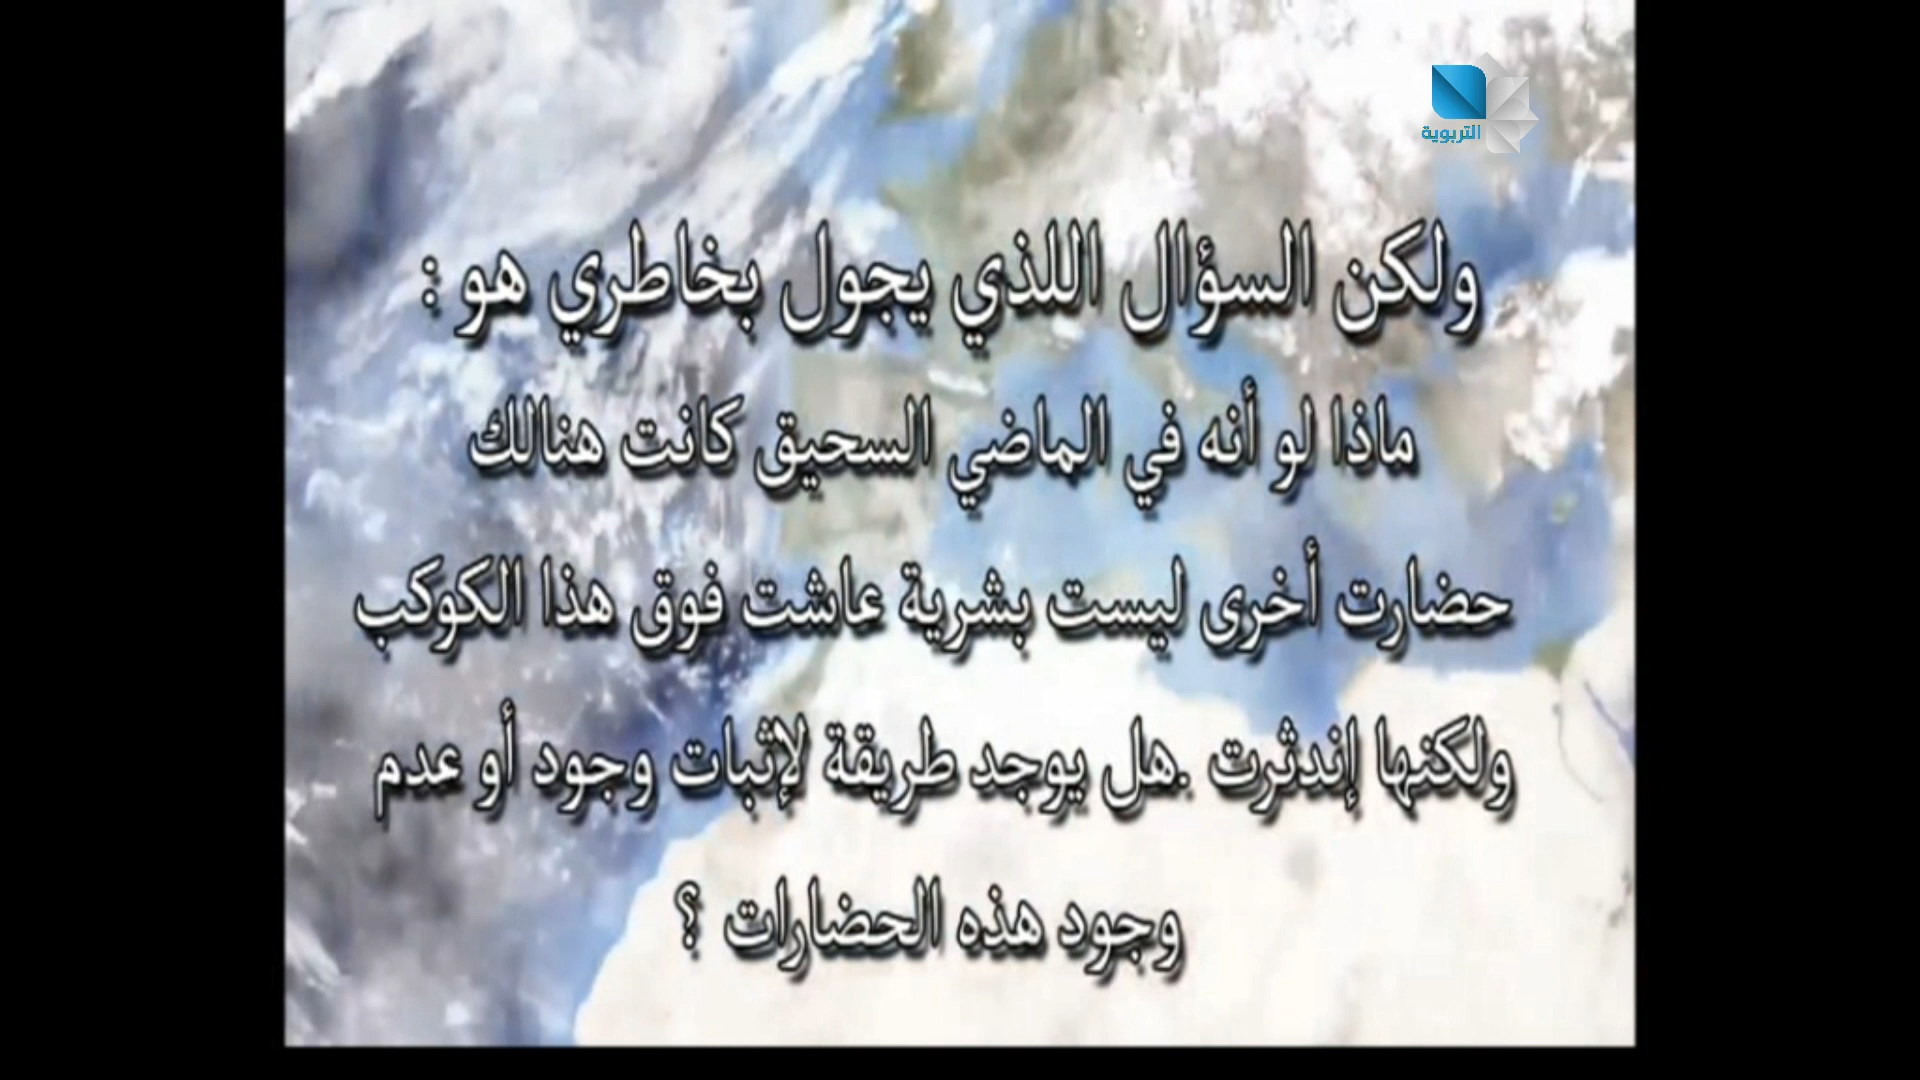 التربوية
ولكن السؤال اللذي يجول بخاطري هو :
ماذا لو أنه في الماضي السحيق كانت هنالك
حضارت أخرى ليست بشرية عاشت فوق هذا الكوكب
ولكنها إندثرت .هل يوجد طريقة لإثبات وجود أو عدم
وجود هذه الحضارات ؟